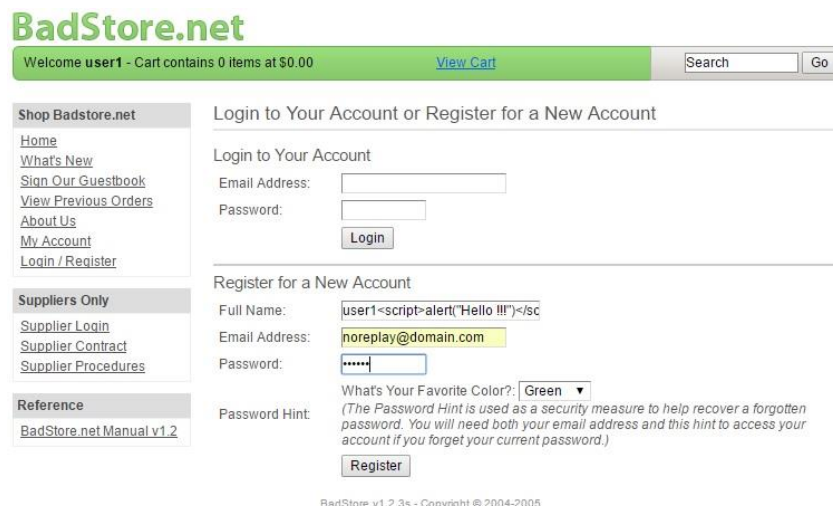 BadStore.net
Welcome user1 - Cart contains 0 items at $0.00 View Cart Search Go
Shop Badstore.net
Home
What's New
Sign Our Guestbook
View Previous Orders
About Us
My Account
Login / Register
Suppliers Only
Supplier Login
Supplier Contract
Supplier Procedures
Reference
BadStore.net Manual v1.2
Login to Your Account or Register for a New Account
Login to Your Account
Email Address:
Password:
Login
Register for a New Account
Full Name: user1<script>alert("Hello !!!")</sc
Email Address: noreplay@domain.com
Password: ••••••
What's Your Favorite Color?: Green ▼
Password Hint: (The Password Hint is used as a security measure to help recover a forgotten
password. You will need both your email address and this hint to access your
account if you forget your current password.)
Register
BadStore v1.2.3s - Copyright © 2004-2005